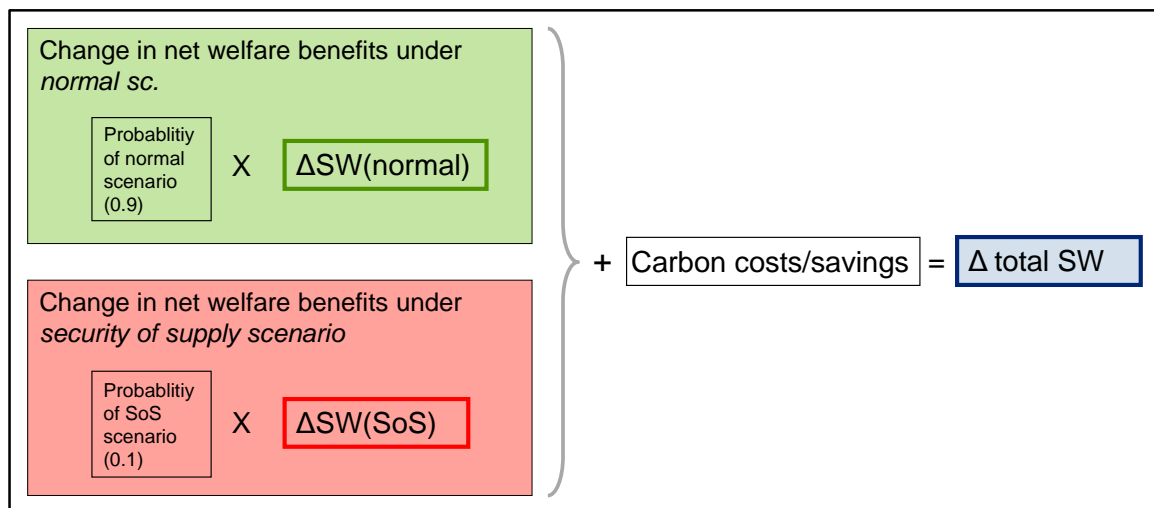 Change in net welfare benefits under
normal sc.
Probablitiy
of normal
scenario
(0.9)
X
ΔSW(normal)
Change in net welfare benefits under
security of supply scenario
Probablitiy
of SoS
scenario
(0.1)
X
ΔSW(SoS)
+ Carbon costs/savings = Δ total SW